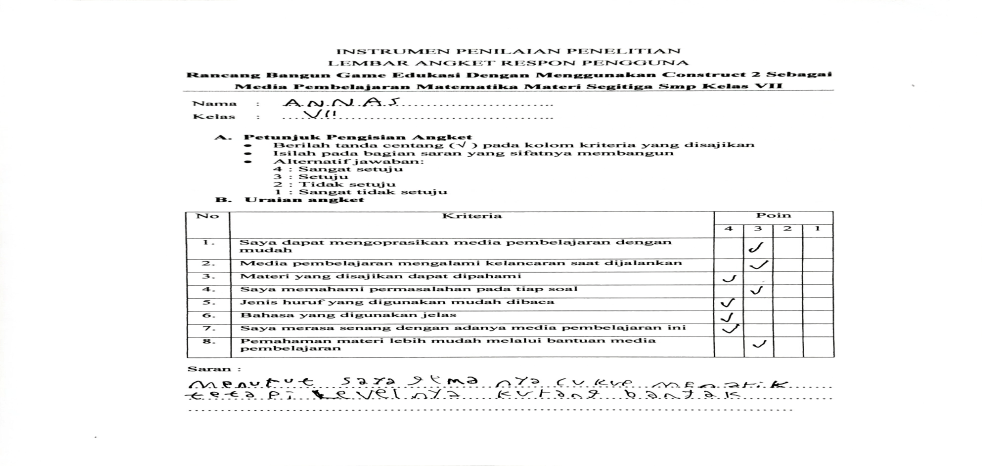 INSTRUMEN PENILAIAN PENELITIAN
LEMBAR ANGKET RESPON PENGGUNA
Rancang Bangun Game Edukasi Dengan Menggunakan Construct 2 Sebagai
Media Pembelajaran Matematika Materi Segitiga Smp Kelas VII
Nama : A.N.N.A.S
Kelas : VII
A. Petunjuk Pengisian Angket
• Berilah tanda centang (√) pada kolom kriteria yang disajikan
• Isilah pada bagian saran yang sifatnya membangun
• Alternatif jawaban:
4 : Sangat setuju
3 : Setuju
2 : Tidak setuju
1 : Sangat tidak setuju
B. Uraian angket
No Kriteria Poin
4 3 2 1
1. Saya dapat mengoprasikan media pembelajaran dengan
mudah ✓
2. Media pembelajaran mengalami kelancaran saat dijalankan ✓
3. Materi yang disajikan dapat dipahami ✓
4. Saya memahami permasalahan pada tiap soal ✓
5. Jenis huruf yang digunakan mudah dibaca ✓
6. Bahasa yang digunakan jelas ✓
7. Saya merasa senang dengan adanya media pembelajaran ini ✓
8. Pemahaman materi lebih mudah melalui bantuan media
pembelajaran ✓
Saran :
Menurut saya nya cukup menarik
tetapi Levelnya kurang banyak